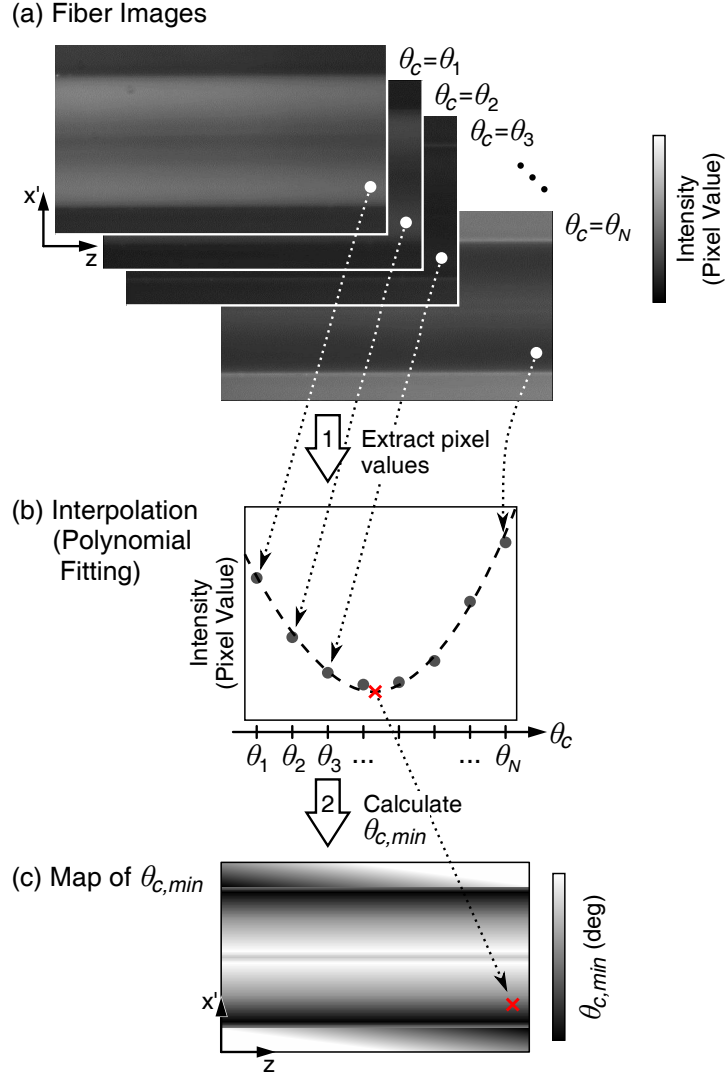 (a) Fiber Images
θc=θ1
θc=θ2
θc=θ3
θc=θN
x'
z
Intensity
(Pixel Value)
1
Extract pixel
values
(b) Interpolation
(Polynomial
Fitting)
Intensity
(Pixel Value)
θ1 θ2 θ3 ... ... θN
θc
2
Calculate
θc,min
(c) Map of θc,min
x'
z
θc,min (deg)